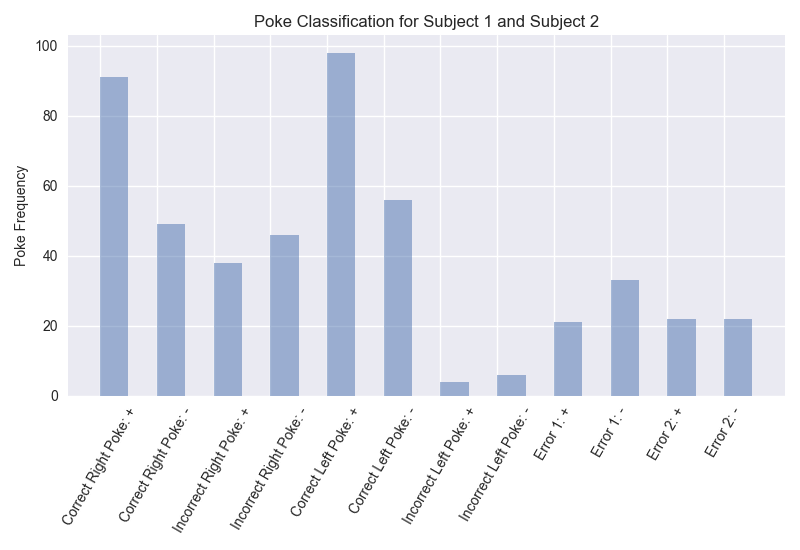 Poke Classification for Subject 1 and Subject 2
Poke Frequency
100
80
60
40
20
0
Correct Right Poke: +
Correct Right Poke: -
Incorrect Right Poke: +
Incorrect Right Poke: -
Correct Left Poke: +
Correct Left Poke: -
Incorrect Left Poke: +
Incorrect Left Poke: -
Error 1: +
Error 1: -
Error 2: +
Error 2: -